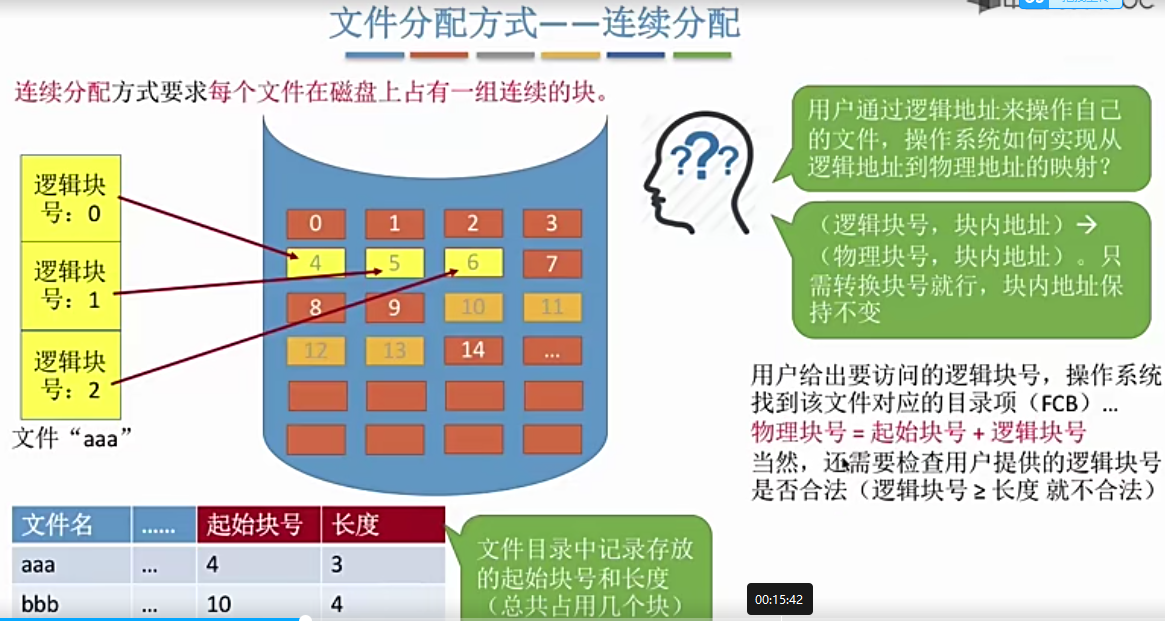 文件分配方式——连续分配
连续分配方式要求每个文件在磁盘上占有一组连续的块。
逻辑块
号：0
逻辑块
号：1
逻辑块
号：2
文件“aaa”
0 1 2 3
4 5 6 7
8 9 10 11
12 13 14 ...
? ? ?
用户通过逻辑地址来操作自己
的文件，操作系统如何实现从
逻辑地址到物理地址的映射？
（逻辑块号，块内地址）→
（物理块号，块内地址）。只
需转换块号就行，块内地址保
持不变
用户给出要访问的逻辑块号，操作系统
找到该文件对应的目录项（FCB）...
物理块号 = 起始块号 + 逻辑块号
当然，还需要检查用户提供的逻辑块号
是否合法（逻辑块号 ≥ 长度 就不合法）
文件名 ...... 起始块号 长度
aaa ... 4 3
bbb ... 10 4
文件目录中记录存放
的起始块号和长度
（总共占用几个块）
00:15:42